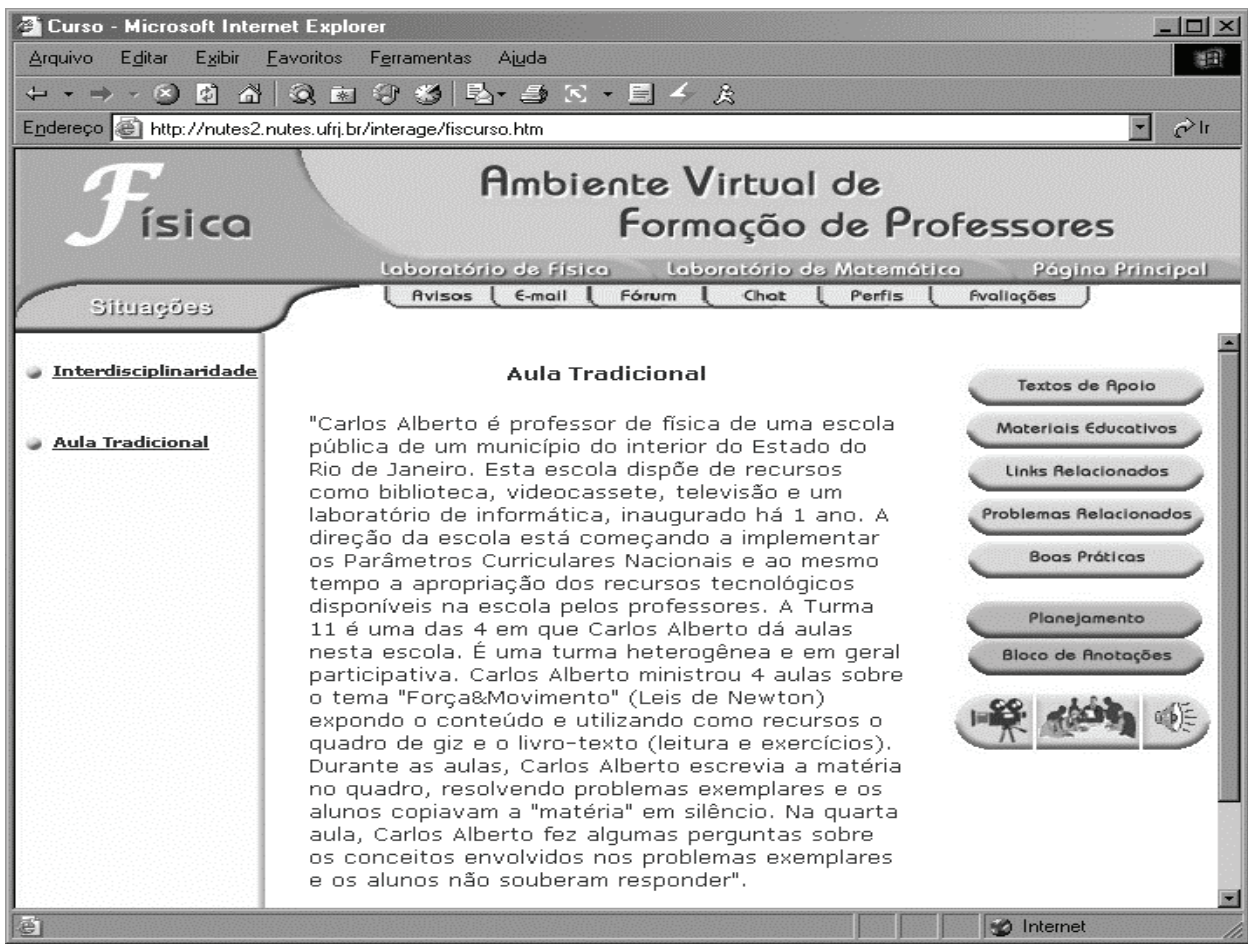 Curso - Microsoft Internet Explorer
Arquivo Editar Exibir Favoritos Ferramentas Ajuda
Endereço http://nutes2.nutes.ufrj.br/interage/fiscurso.htm Ir
Física
Ambiente Virtual de
Formação de Professores
Laboratório de Física Laboratório de Matemática Página Principal
Situações
Avisos E-mail Fórum Chat Perfis Avaliações
Interdisciplinaridade
Aula Tradicional
Aula Tradicional
"Carlos Alberto é professor de física de uma escola
pública de um município do interior do Estado do
Rio de Janeiro. Esta escola dispõe de recursos
como biblioteca, videocassete, televisão e um
laboratório de informática, inaugurado há 1 ano. A
direção da escola está começando a implementar
os Parâmetros Curriculares Nacionais e ao mesmo
tempo a apropriação dos recursos tecnológicos
disponíveis na escola pelos professores. A Turma
11 é uma das 4 em que Carlos Alberto dá aulas
nesta escola. É uma turma heterogênea e em geral
participativa. Carlos Alberto ministrou 4 aulas sobre
o tema "Força&Movimento" (Leis de Newton)
expondo o conteúdo e utilizando como recursos o
quadro de giz e o livro-texto (leitura e exercícios).
Durante as aulas, Carlos Alberto escrevia a matéria
no quadro, resolvendo problemas exemplares e os
alunos copiavam a "matéria" em silêncio. Na quarta
aula, Carlos Alberto fez algumas perguntas sobre
os conceitos envolvidos nos problemas exemplares
e os alunos não souberam responder".
Textos de Apoio
Materiais Educativos
Links Relacionados
Problemas Relacionados
Boas Práticas
Planejamento
Bloco de Anotações
Internet